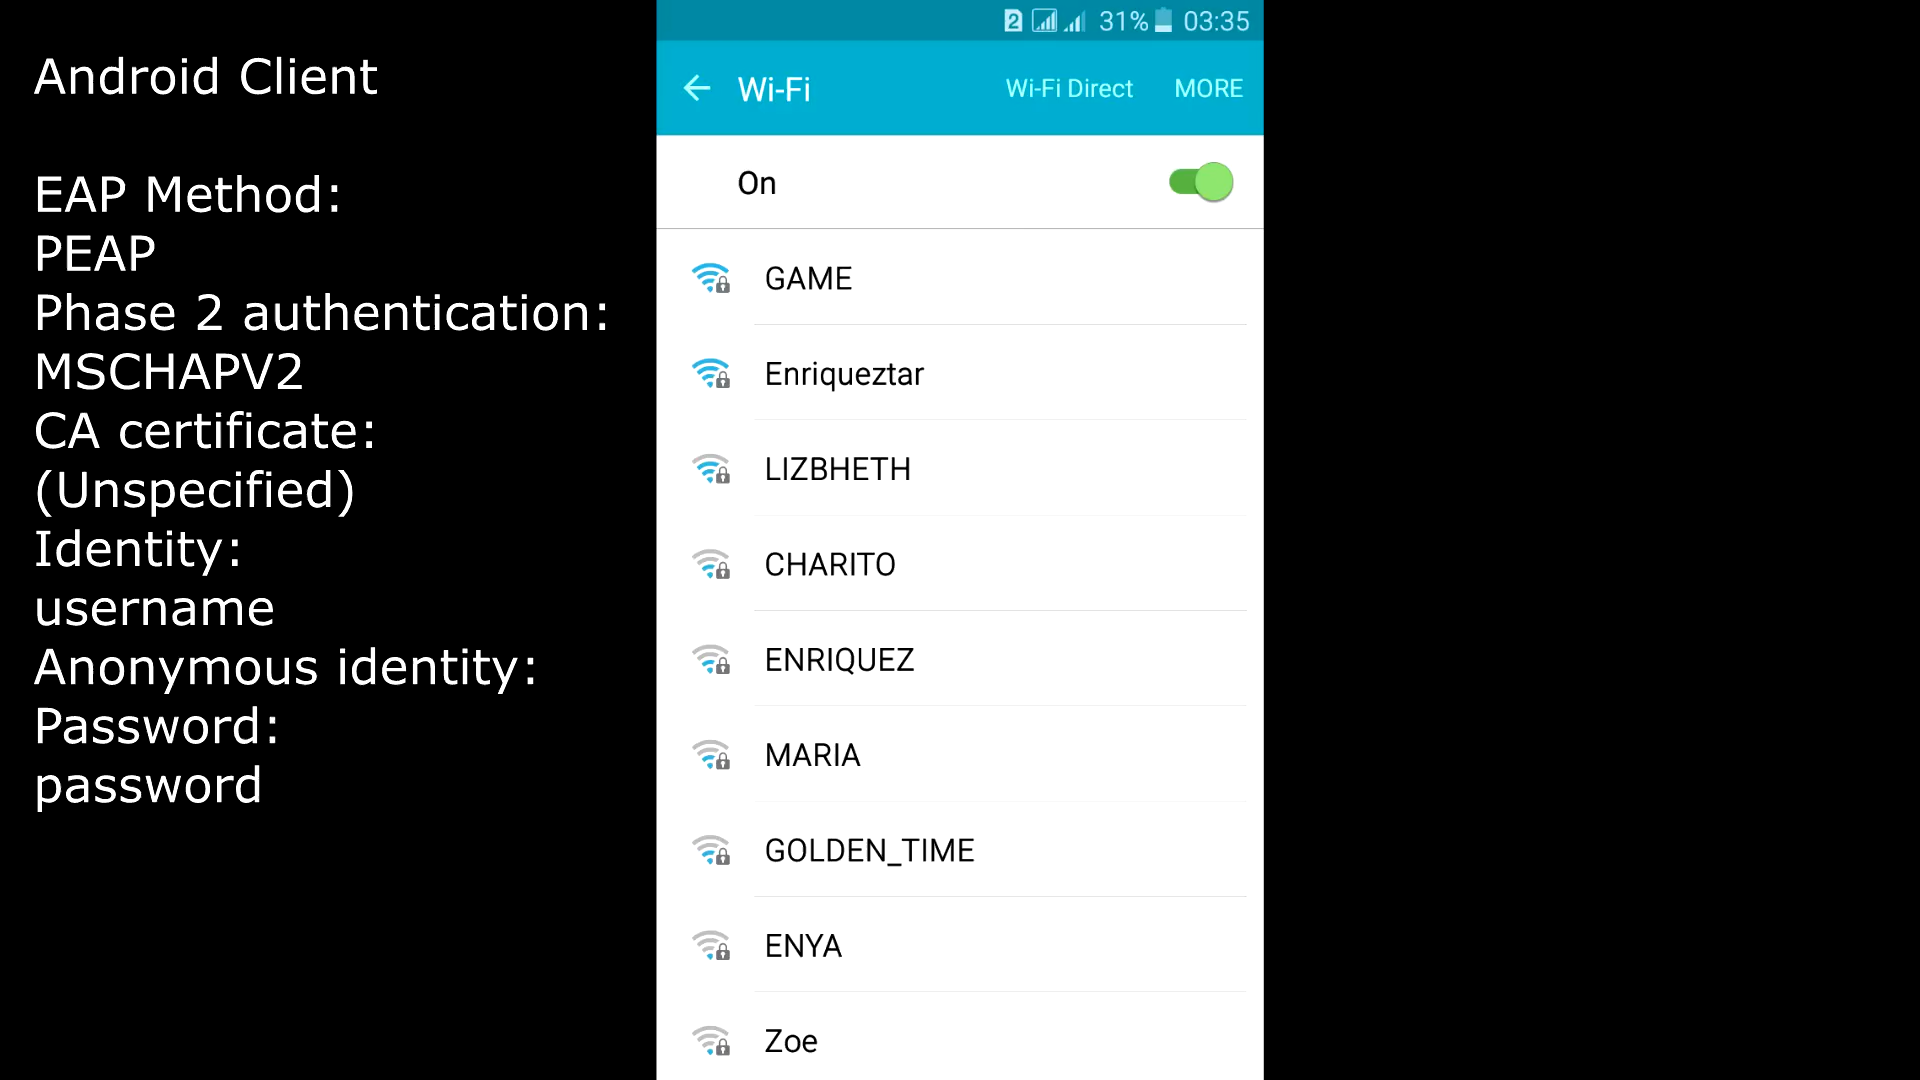 Android Client
EAP Method:
PEAP
Phase 2 authentication:
MSCHAPV2
CA certificate:
(Unspecified)
Identity:
username
Anonymous identity:
Password:
password
2 31% 03:35
Wi-Fi Wi-Fi Direct MORE
On
GAME
Enriqueztar
LIZBHETH
CHARITO
ENRIQUEZ
MARIA
GOLDEN_TIME
ENYA
Zoe